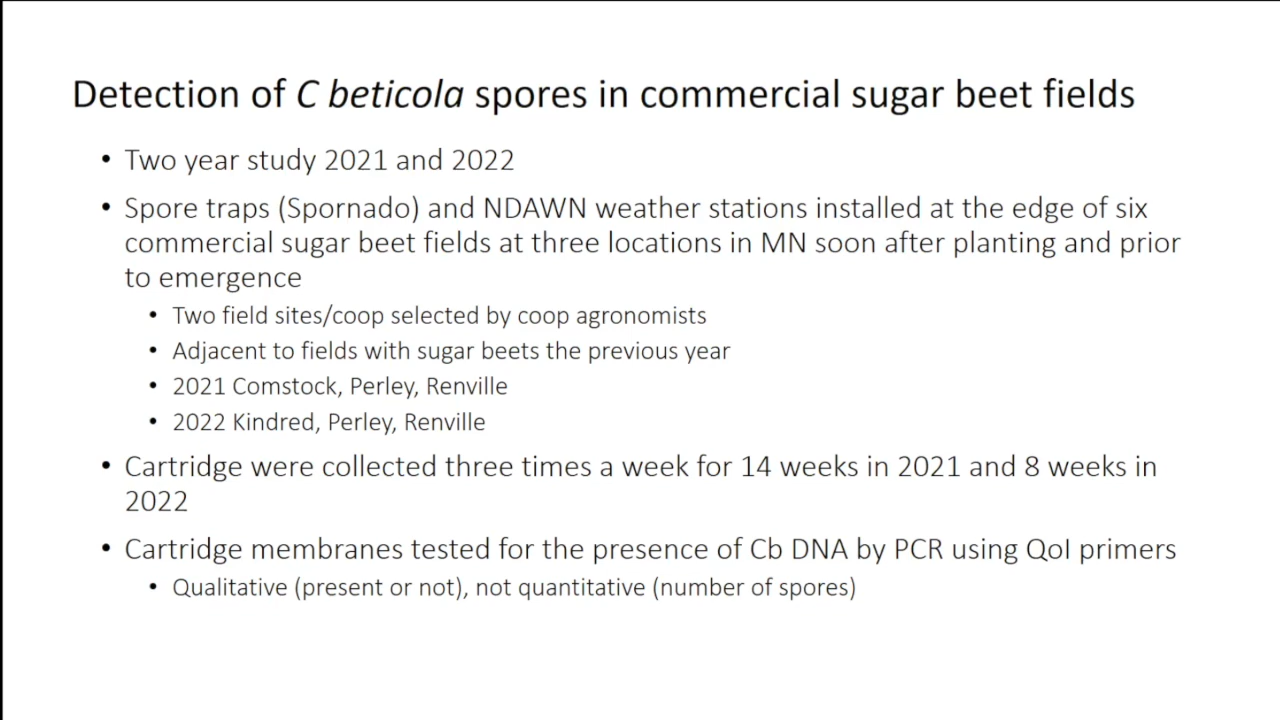 Detection of C beticola spores in commercial sugar beet fields
• Two year study 2021 and 2022
• Spore traps (Spornado) and NDAWN weather stations installed at the edge of six
commercial sugar beet fields at three locations in MN soon after planting and prior
to emergence
• Two field sites/coop selected by coop agronomists
• Adjacent to fields with sugar beets the previous year
• 2021 Comstock, Perley, Renville
• 2022 Kindred, Perley, Renville
• Cartridge were collected three times a week for 14 weeks in 2021 and 8 weeks in
2022
• Cartridge membranes tested for the presence of Cb DNA by PCR using QoI primers
• Qualitative (present or not), not quantitative (number of spores)